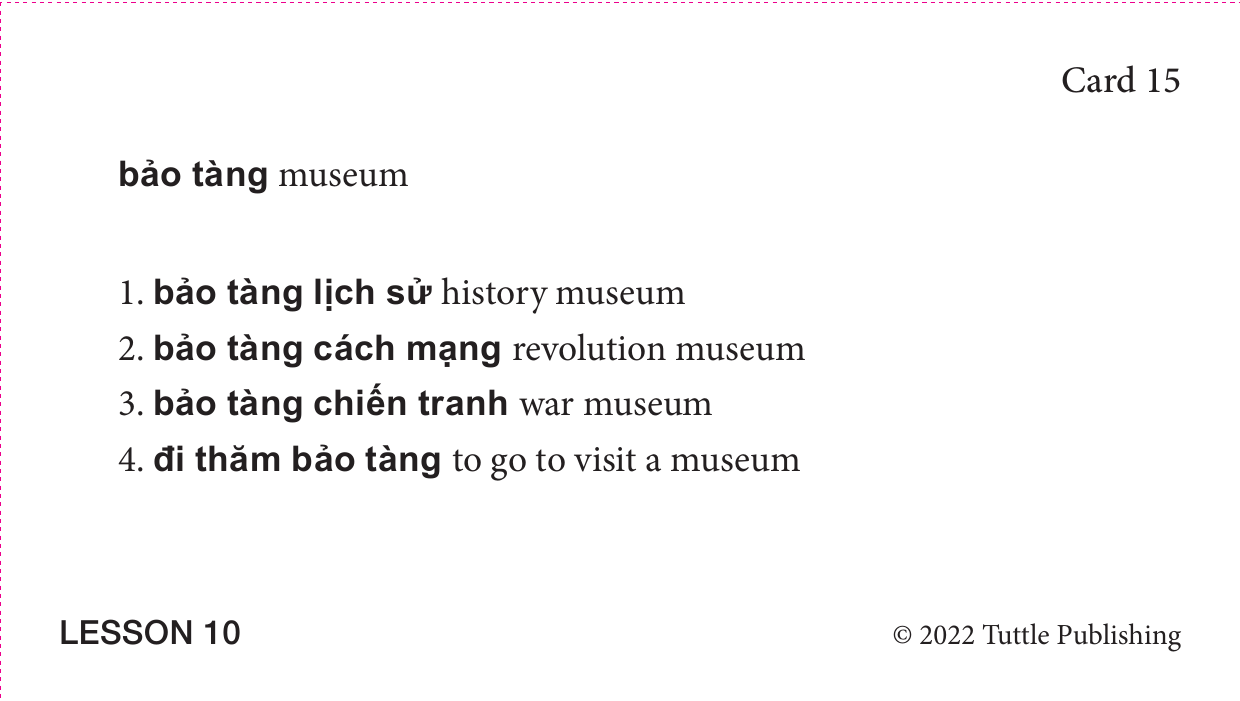 Card 15
bảo tàng museum
1. bảo tàng lịch sử history museum
2. bảo tàng cách mạng revolution museum
3. bảo tàng chiến tranh war museum
4. đi thăm bảo tàng to go to visit a museum
LESSON 10
© 2022 Tuttle Publishing